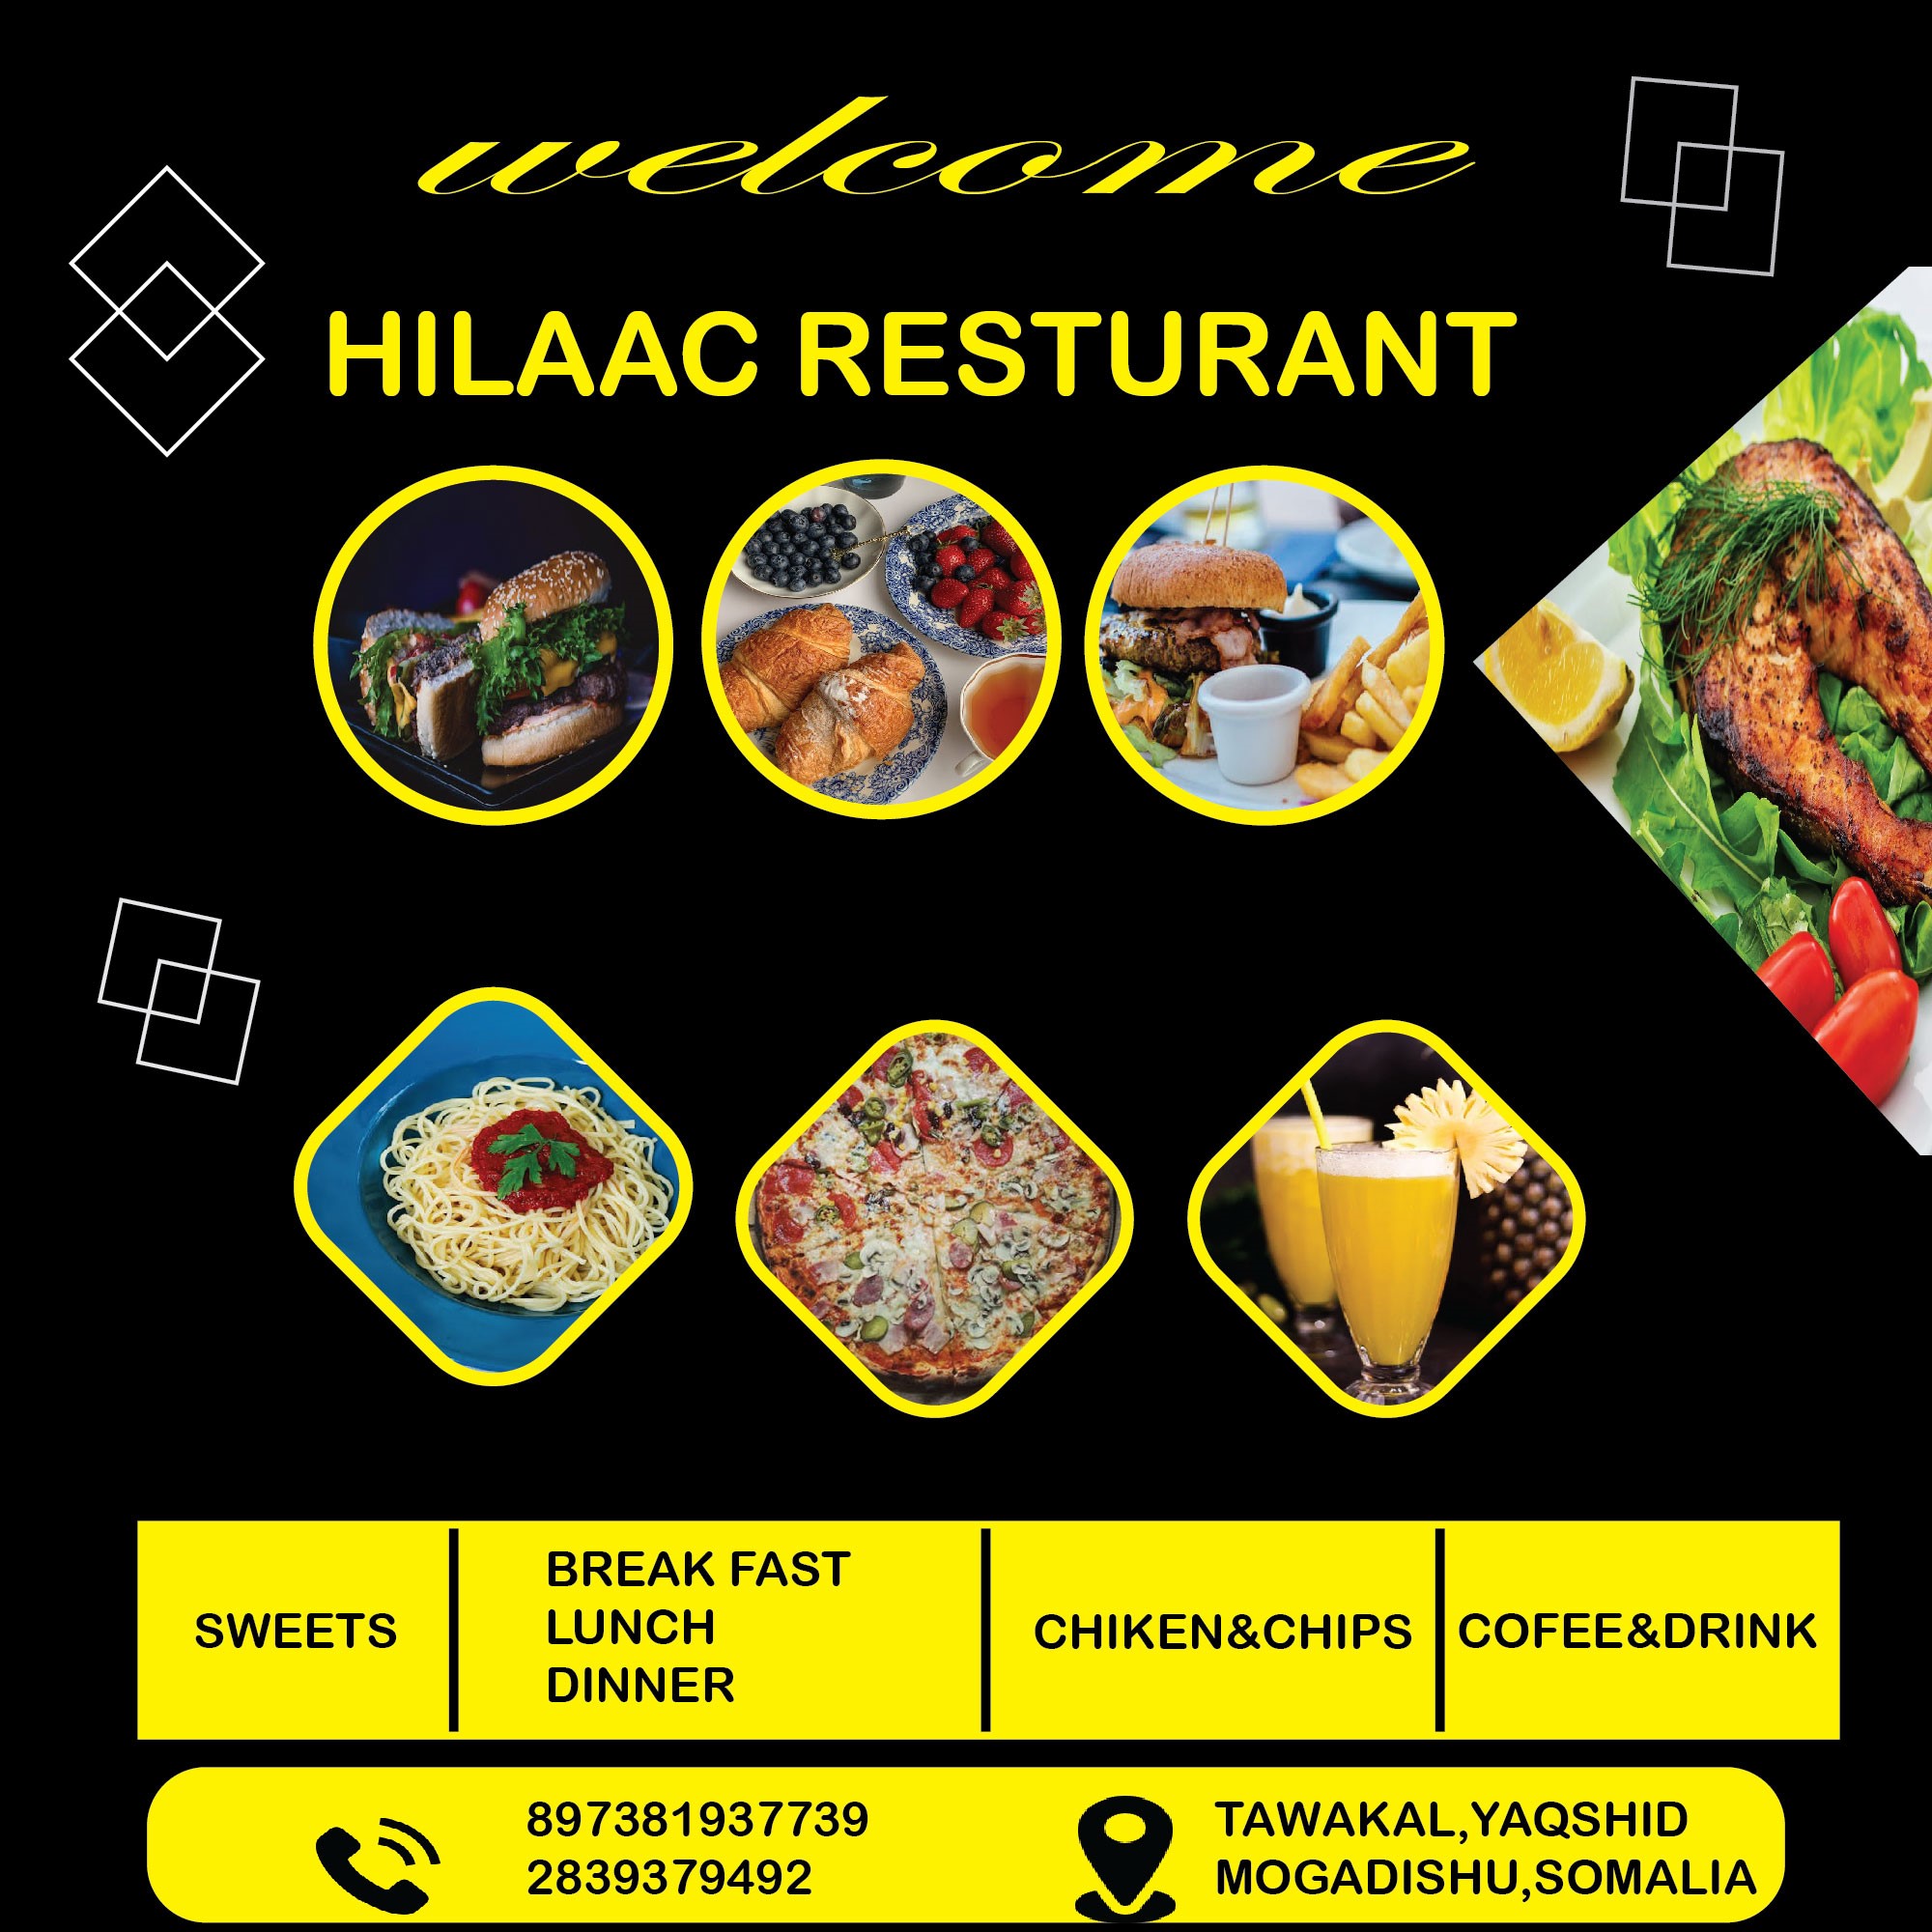 welcome
HILAAC RESTURANT
SWEETS
BREAK FAST
LUNCH
DINNER
CHIKEN&CHIPS
COFEE&DRINK
897381937739
2839379492
TAWAKAL,YAQSHID
MOGADISHU,SOMALIA